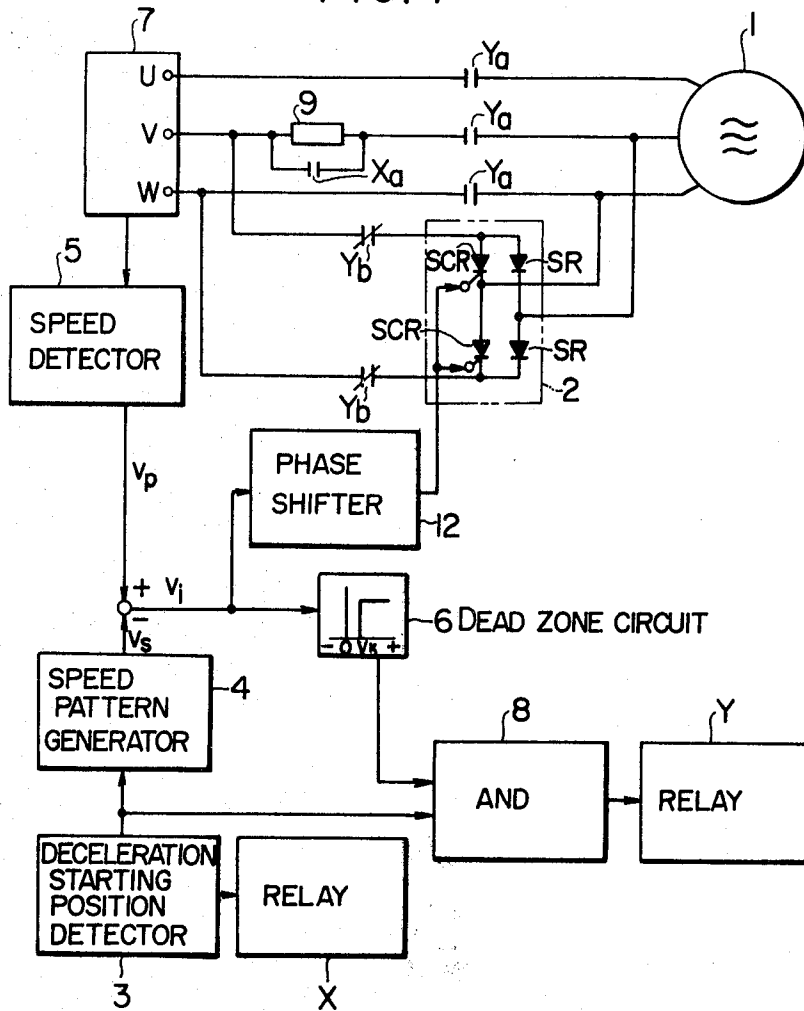 7
1
U
Ya
9
V
Ya
Xa
W
Ya
5
Yb
SCR
SR
SPEED
DETECTOR
SCR
SR
Yb
2
Vp
PHASE
SHIFTER
12
+ Vi
-
Vs
- 0 Vk +
6 DEAD ZONE CIRCUIT
SPEED
PATTERN
GENERATOR
4
8
Y
AND
RELAY
DECELERATION
STARTING
POSITION
DETECTOR
RELAY
3
X